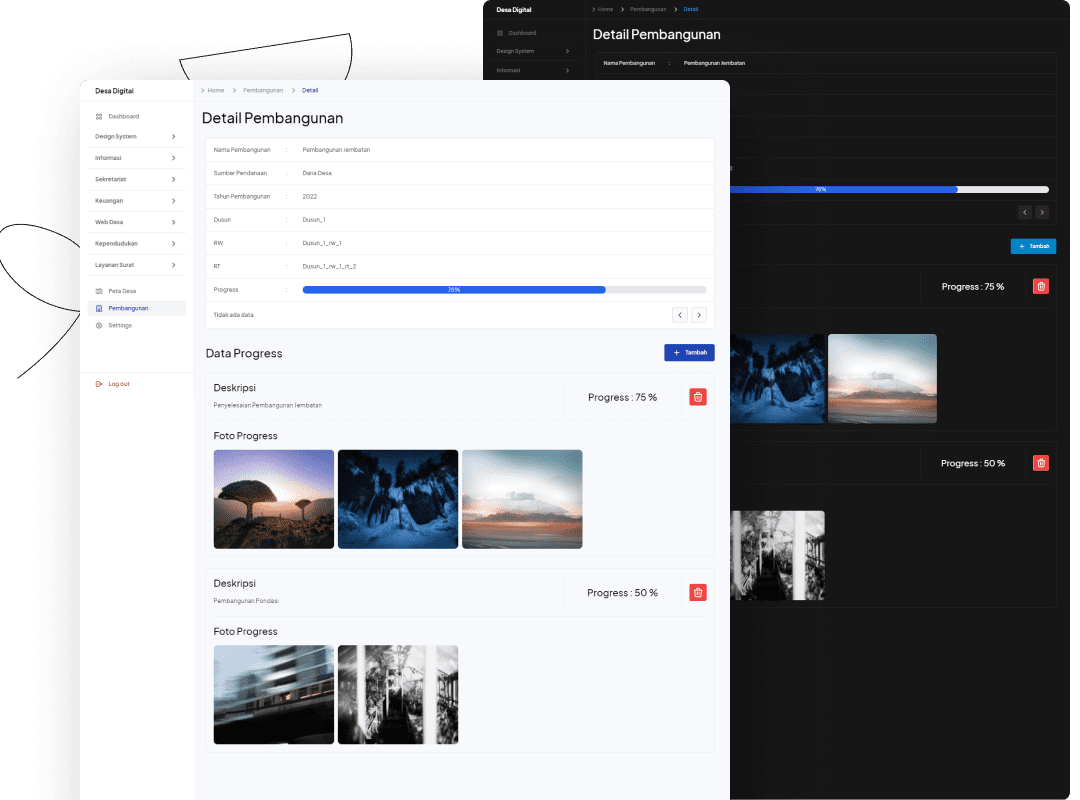 Desa Digital
Home > Pembangunan > Detail
Dashboard
Design System
Detail Pembangunan
Informasi
Nama Pembangunan : Pembangunan Jembatan
75%
Tambah
Progress : 75 %
Progress : 50 %
Desa Digital
Home > Pembangunan > Detail
Dashboard
Design System
Informasi
Sekretariat
Keuangan
Web Desa
Kependudukan
Layanan Surat
Peta Desa
Pembangunan
Settings
Log out
Detail Pembangunan
Nama Pembangunan : Pembangunan Jembatan
Sumber Pendanaan : Dana Desa
Tahun Pembangunan : 2022
Dusun : Dusun_1
RW : Dusun_1_rw_1
RT : Dusun_1_rw_1_rt_2
Progress : 75%
Tidak ada data
Data Progress
+ Tambah
Deskripsi
Penyelesaian Pembangunan Jembatan
Progress : 75 %
Foto Progress
Deskripsi
Pembangunan Pondasi
Progress : 50 %
Foto Progress